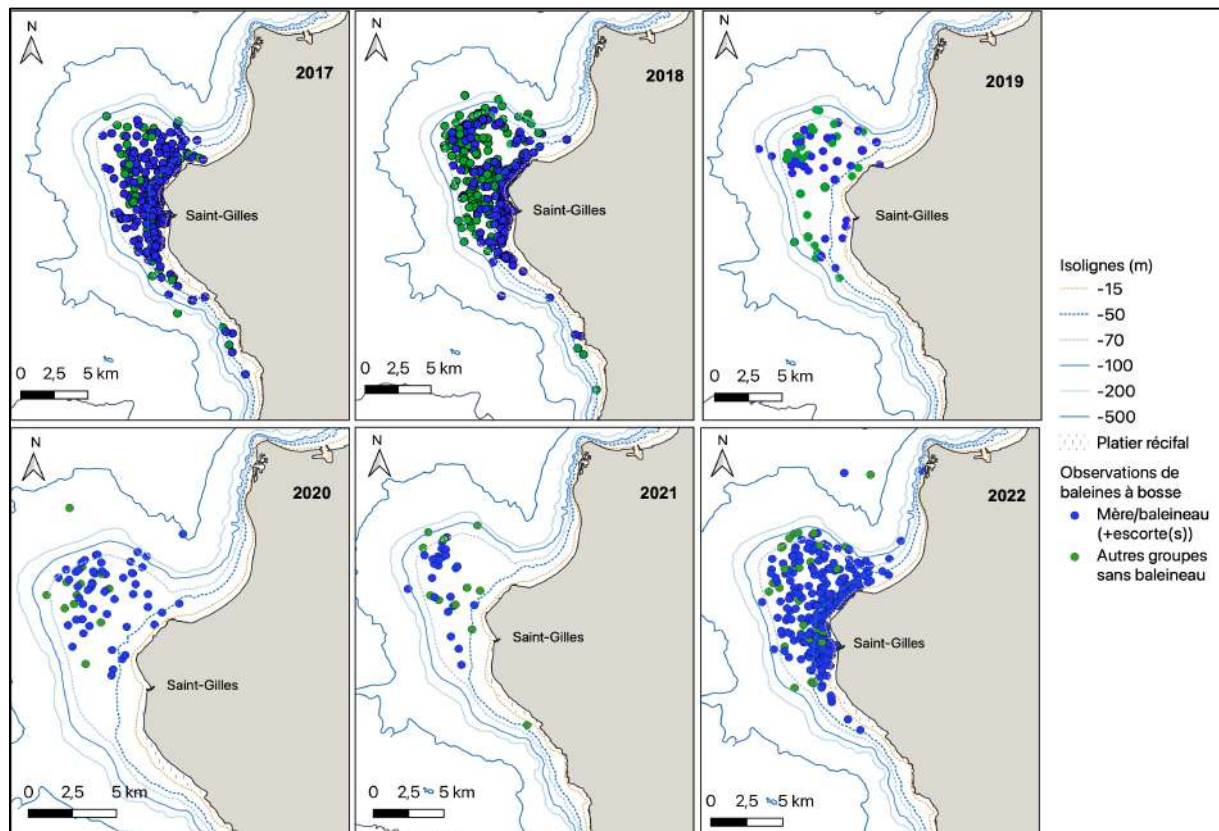 N
2017
Saint-Gilles
0 2,5 5 km
N
2018
Saint-Gilles
0 2,5 5 km
N
2019
Saint-Gilles
0 2,5 5 km
N
2020
Saint-Gilles
0 2,5 5 km
N
2021
Saint-Gilles
0 2,5 5 km
N
2022
Saint-Gilles
0 2,5 5 km
Isolignes (m)
-15
-50
-70
-100
-200
-500
Platier récifal
Observations de
baleines à bosse
Mère/baleineau
(+escorte(s))
Autres groupes
sans baleineau